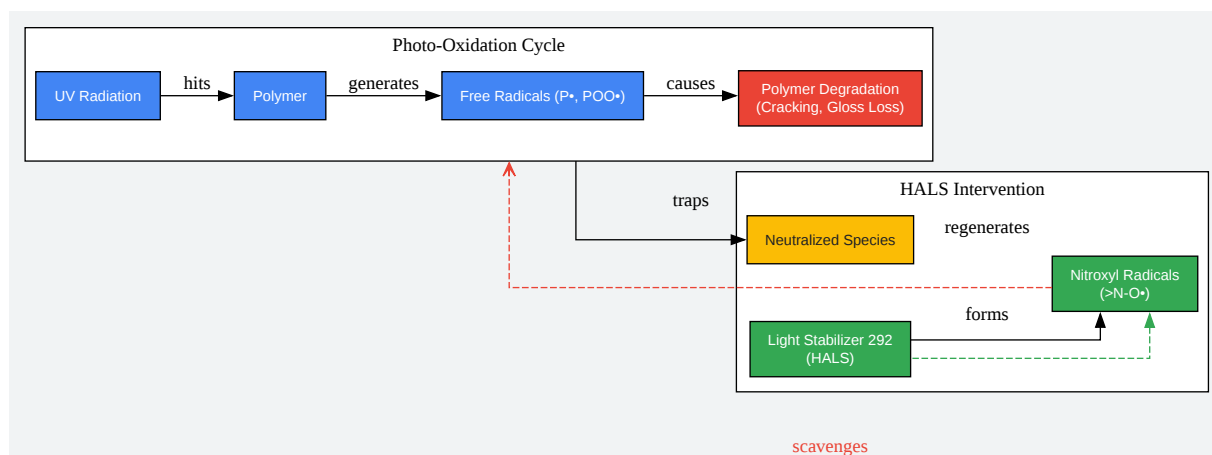 Photo-Oxidation Cycle
UV Radiation
hits
Polymer
generates
Free Radicals (P•, POO•)
causes
Polymer Degradation
(Cracking, Gloss Loss)
traps
HALS Intervention
Neutralized Species
regenerates
Nitroxyl Radicals
(>N-O•)
forms
Light Stabilizer 292
(HALS)
scavenges